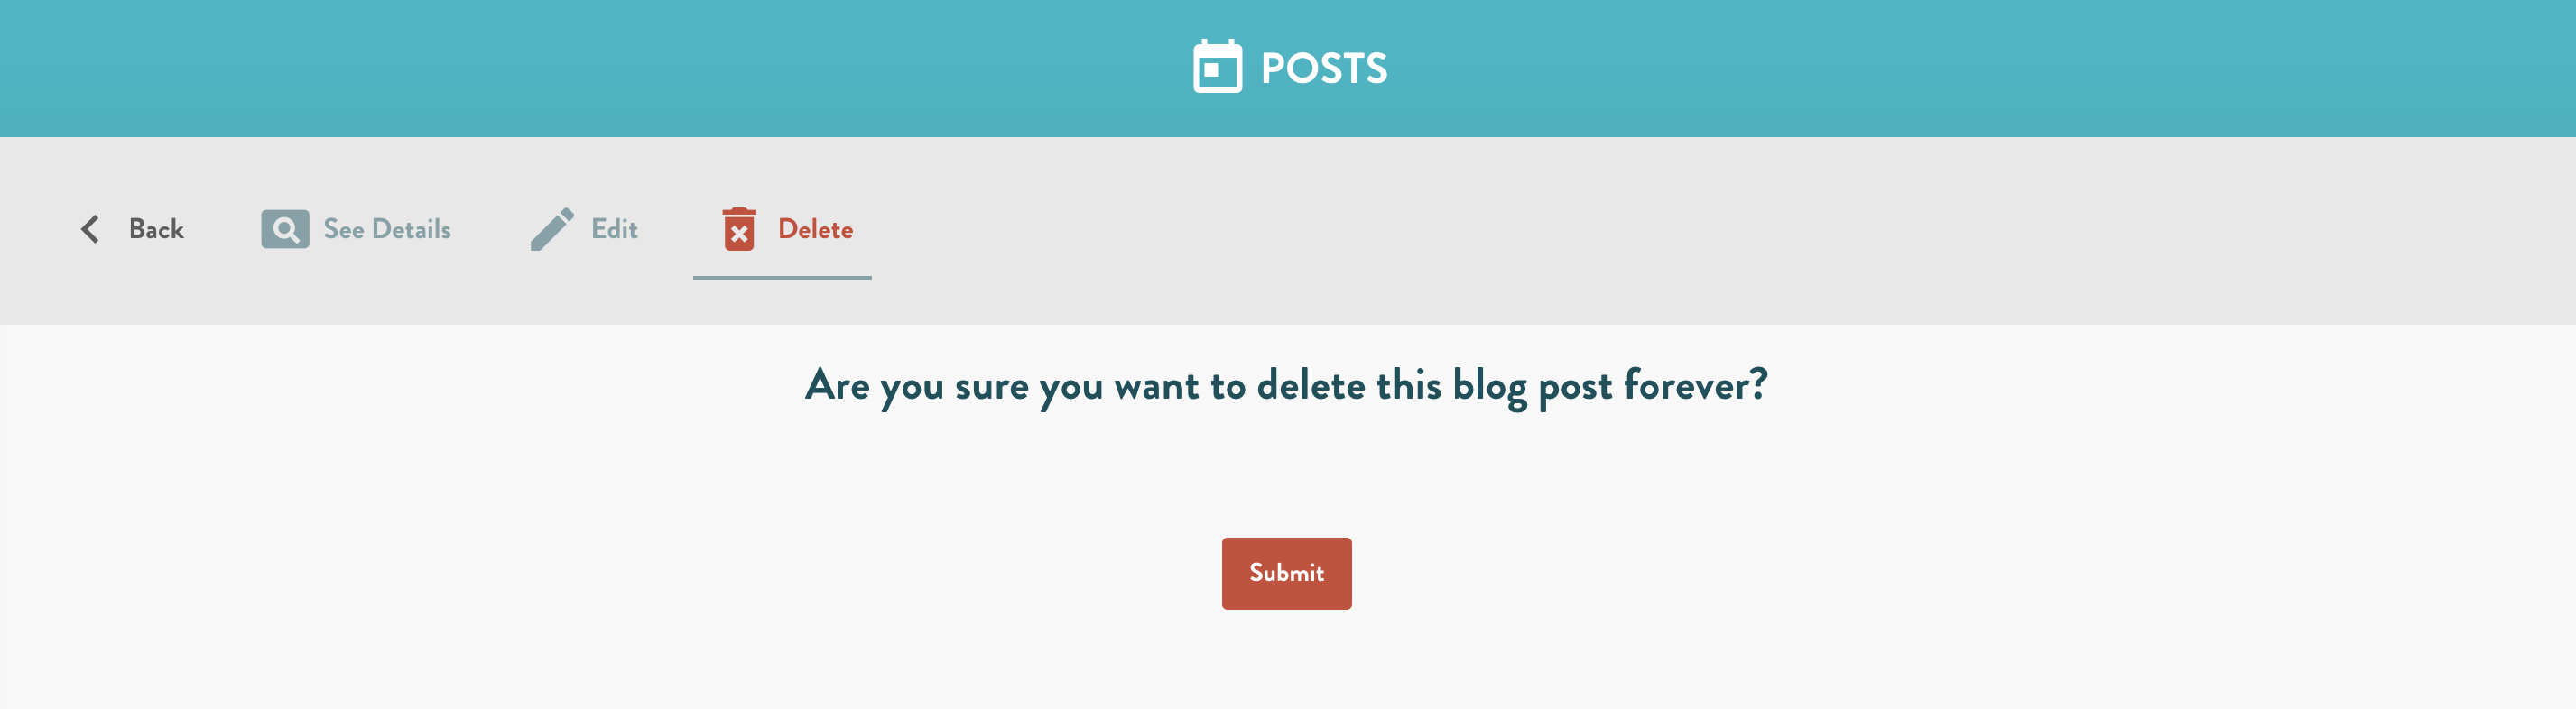 POSTS
Back See Details Edit Delete
Are you sure you want to delete this blog post forever?
Submit